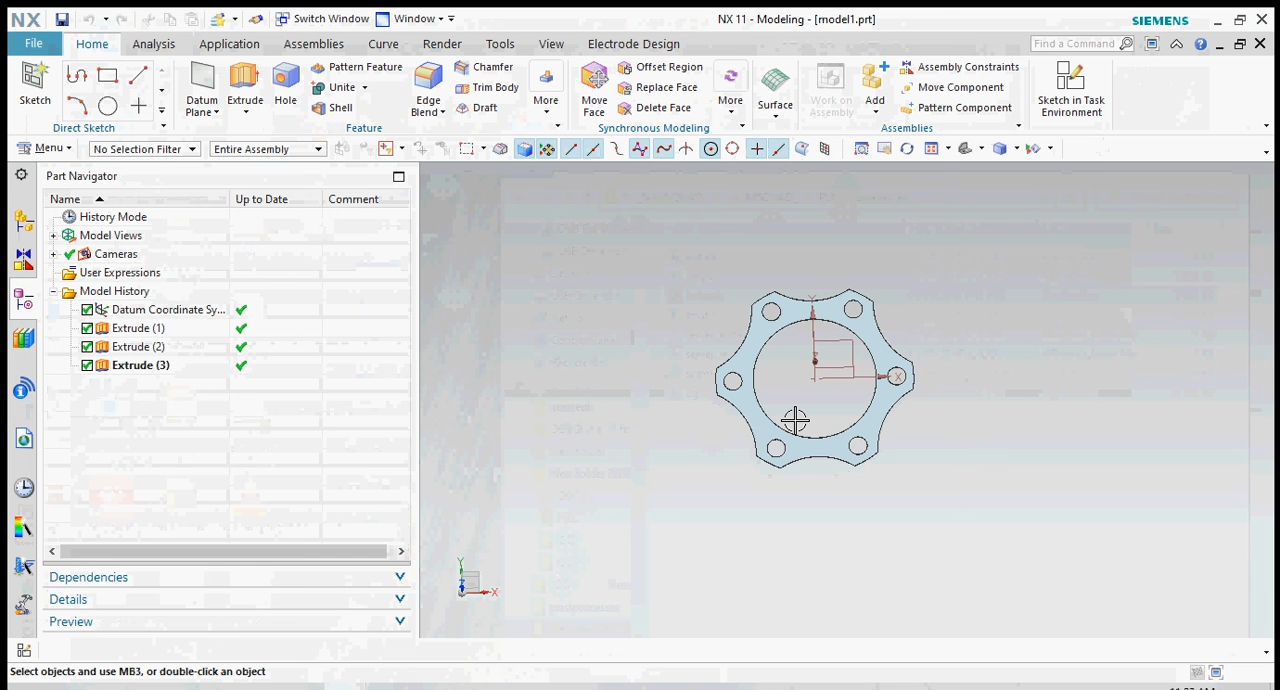 NX
Switch Window
Window
NX 11 - Modeling - [model1.prt]
SIEMENS
File
Home
Analysis
Application
Assemblies
Curve
Render
Tools
View
Electrode Design
Find a Command
Sketch
Direct Sketch
Datum Plane
Extrude
Hole
Pattern Feature
Unite
Shell
Edge Blend
Chamfer
Trim Body
Draft
More
Feature
Move Face
Offset Region
Replace Face
Delete Face
More
Synchronous Modeling
Surface
Work on Assembly
Add
Assembly Constraints
Move Component
Pattern Component
Assemblies
Sketch in Task Environment
Menu
No Selection Filter
Entire Assembly
Part Navigator
Name
Up to Date
Comment
History Mode
Model Views
Cameras
User Expressions
Model History
Datum Coordinate Sy...
Extrude (1)
Extrude (2)
Extrude (3)
Dependencies
Details
Preview
Y
X
Y
X
Select objects and use MB3, or double-click an object